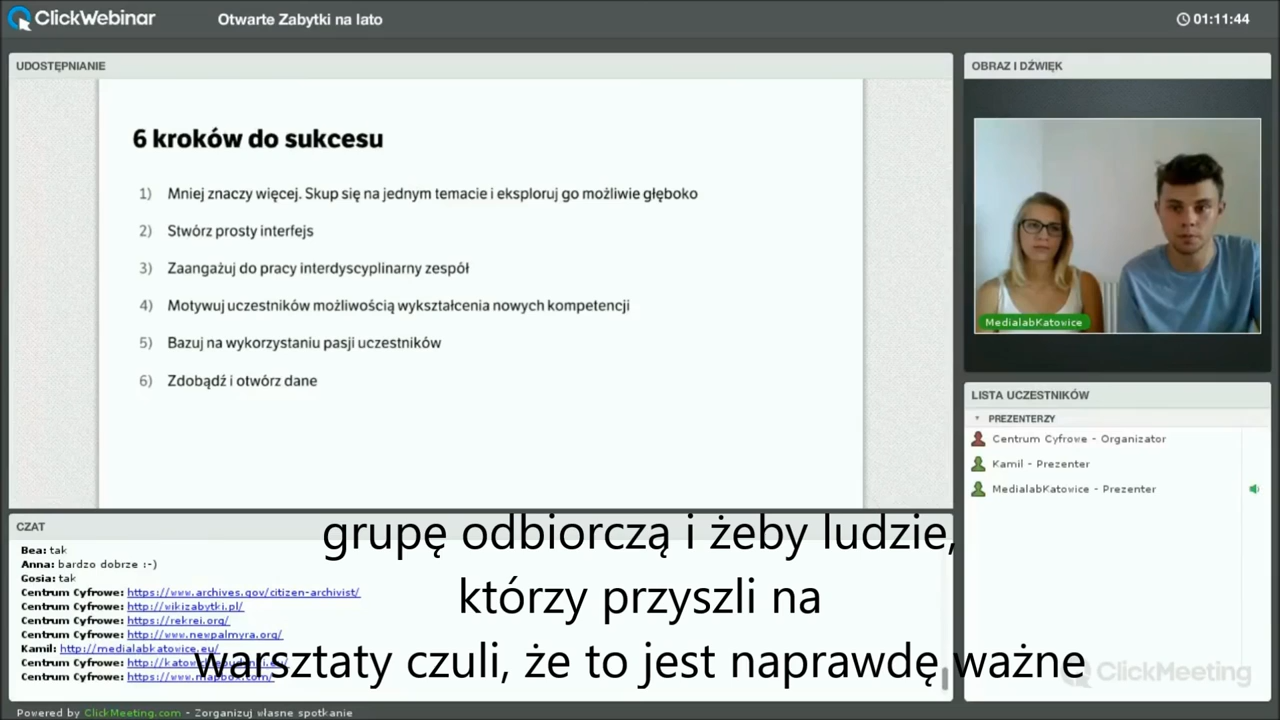 ClickWebinar
Otwarte Zabytki na lato
01:11:44
UDOSTĘPNIANIE
6 kroków do sukcesu
1) Mniej znaczy więcej. Skup się na jednym temacie i eksploruj go możliwie głęboko
2) Stwórz prosty interfejs
3) Zaangażuj do pracy interdyscyplinarny zespół
4) Motywuj uczestników możliwością wykształcenia nowych kompetencji
5) Bazuj na wykorzystaniu pasji uczestników
6) Zdobądź i otwórz dane
OBRAZ I DŹWIĘK
MedialabKatowice
LISTA UCZESTNIKÓW
PREZENTERZY
Centrum Cyfrowe - Organizator
Kamil - Prezenter
MedialabKatowice - Prezenter
CZAT
Bea: tak
Anna: bardzo dobrze :-)
Gosia: tak
Centrum Cyfrowe: https://www.archives.gov/citizen-archivist/
Centrum Cyfrowe: http://wikizabytki.pl/
Centrum Cyfrowe: https://rekrei.org/
Centrum Cyfrowe: http://www.newpalmyra.org/
Kamil: http://medialabkatowice.eu/
Centrum Cyfrowe:
Centrum Cyfrowe: https://www.mapbox.com/
grupę odbiorczą i żeby ludzie,
którzy przyszli na
warsztaty czuli, że to jest naprawdę ważne
ClickMeeting
Powered by ClickMeeting.com - Zorganizuj własne spotkanie